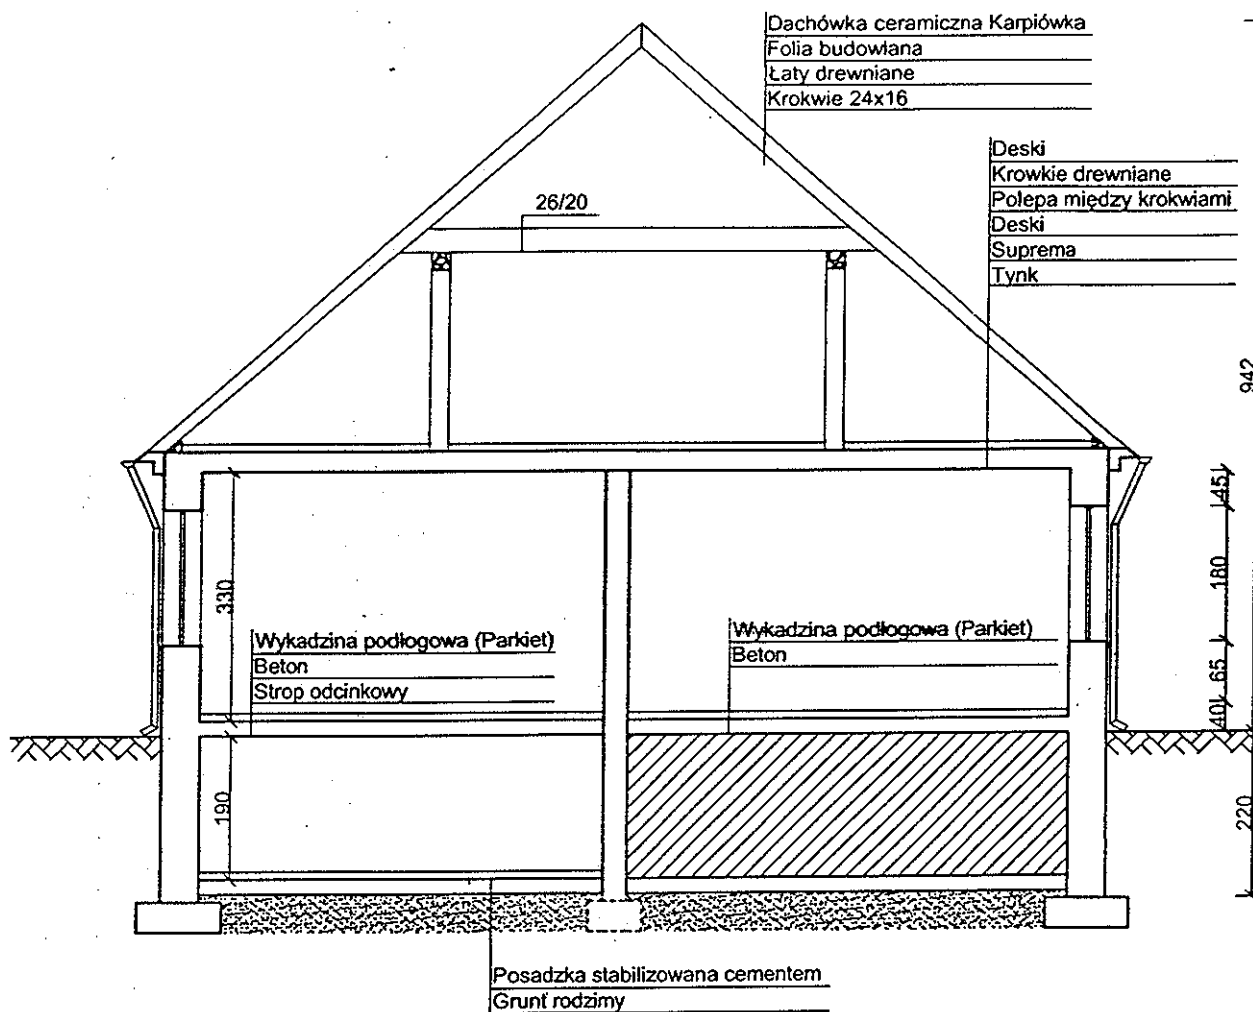 Dachówka ceramiczna Karpiówka
Folia budowlana
Łaty drewniane
Krokwie 24x16
Deski
Krowkie drewniane
Polepa między krokwiami
Deski
Suprema
Tynk
26/20
942
45
180
65
40
330
Wykadzina podłogowa (Parkiet)
Beton
Strop odcinkowy
Wykadzina podłogowa (Parkiet)
Beton
190
220
Posadzka stabilizowana cementem
Grunt rodzimy